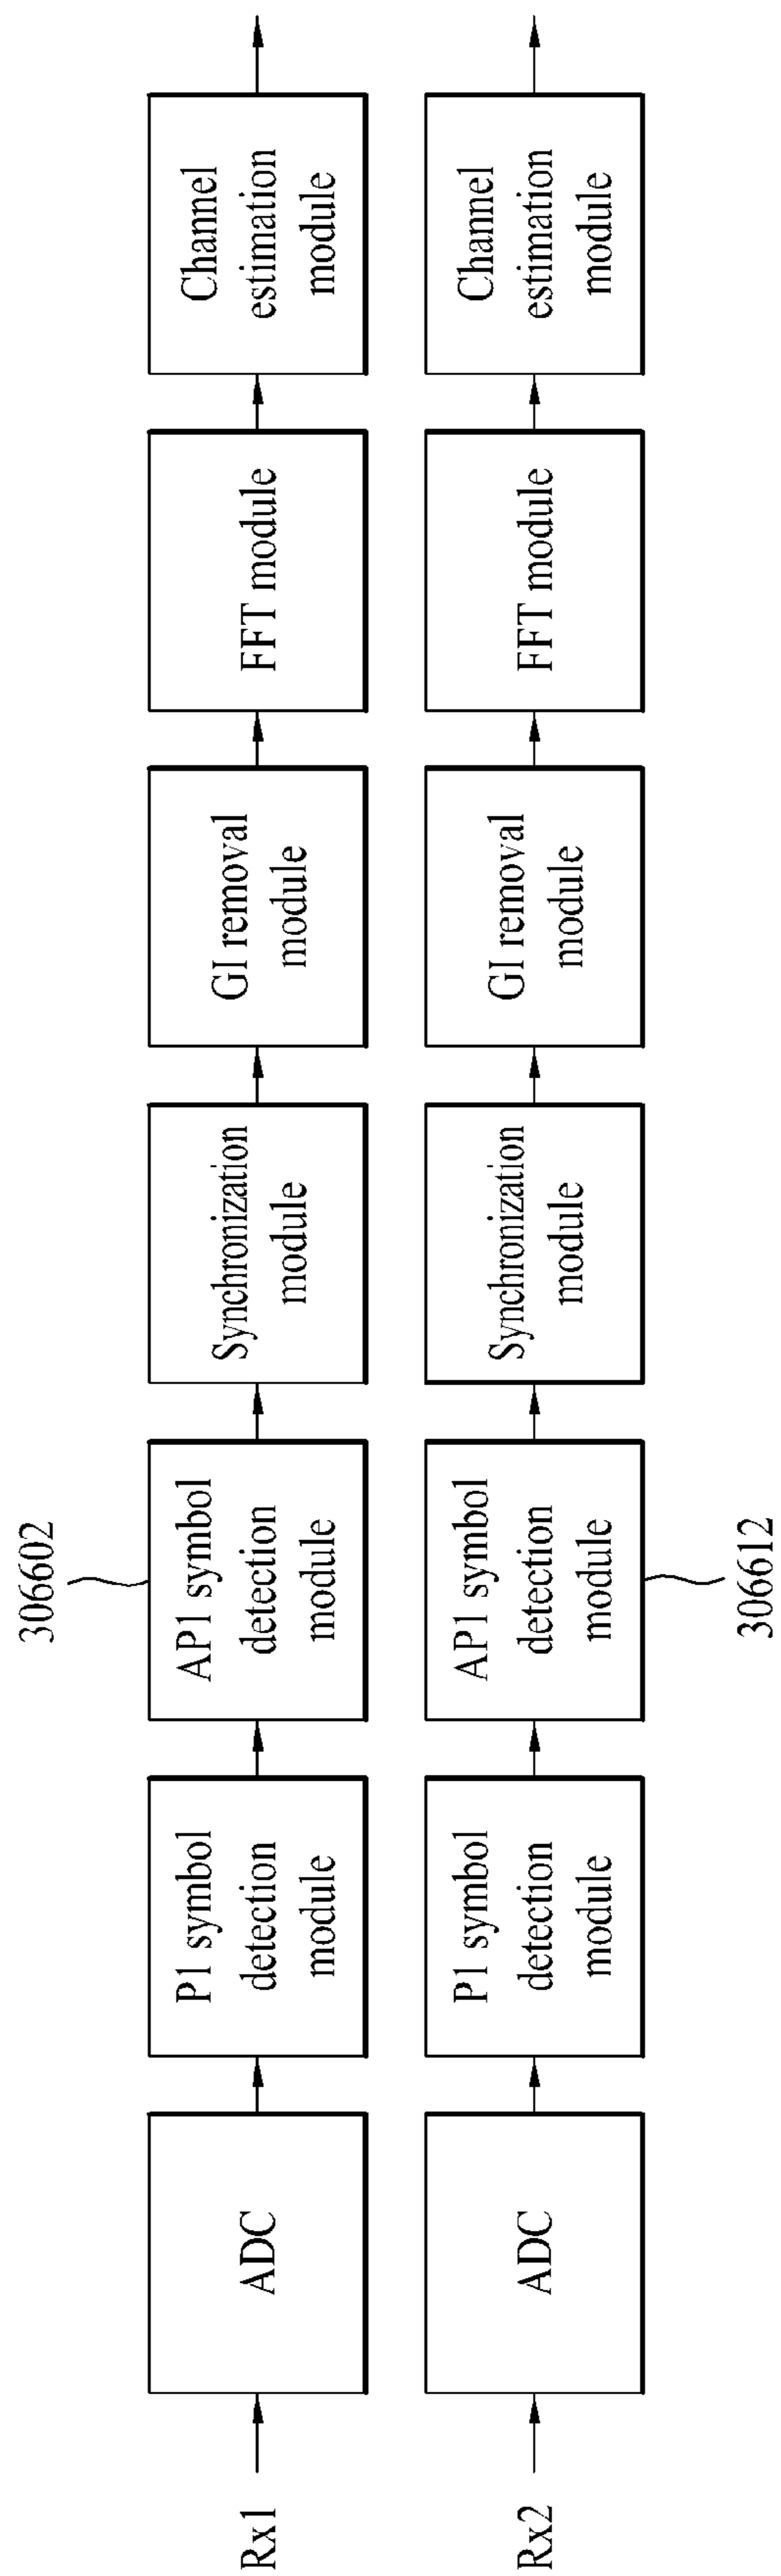 306602
Rx1
ADC
P1 symbol
detection
module
AP1 symbol
detection
module
Synchronization
module
GI removal
module
FFT module
Channel
estimation
module
Rx2
ADC
P1 symbol
detection
module
AP1 symbol
detection
module
Synchronization
module
GI removal
module
FFT module
Channel
estimation
module
306612